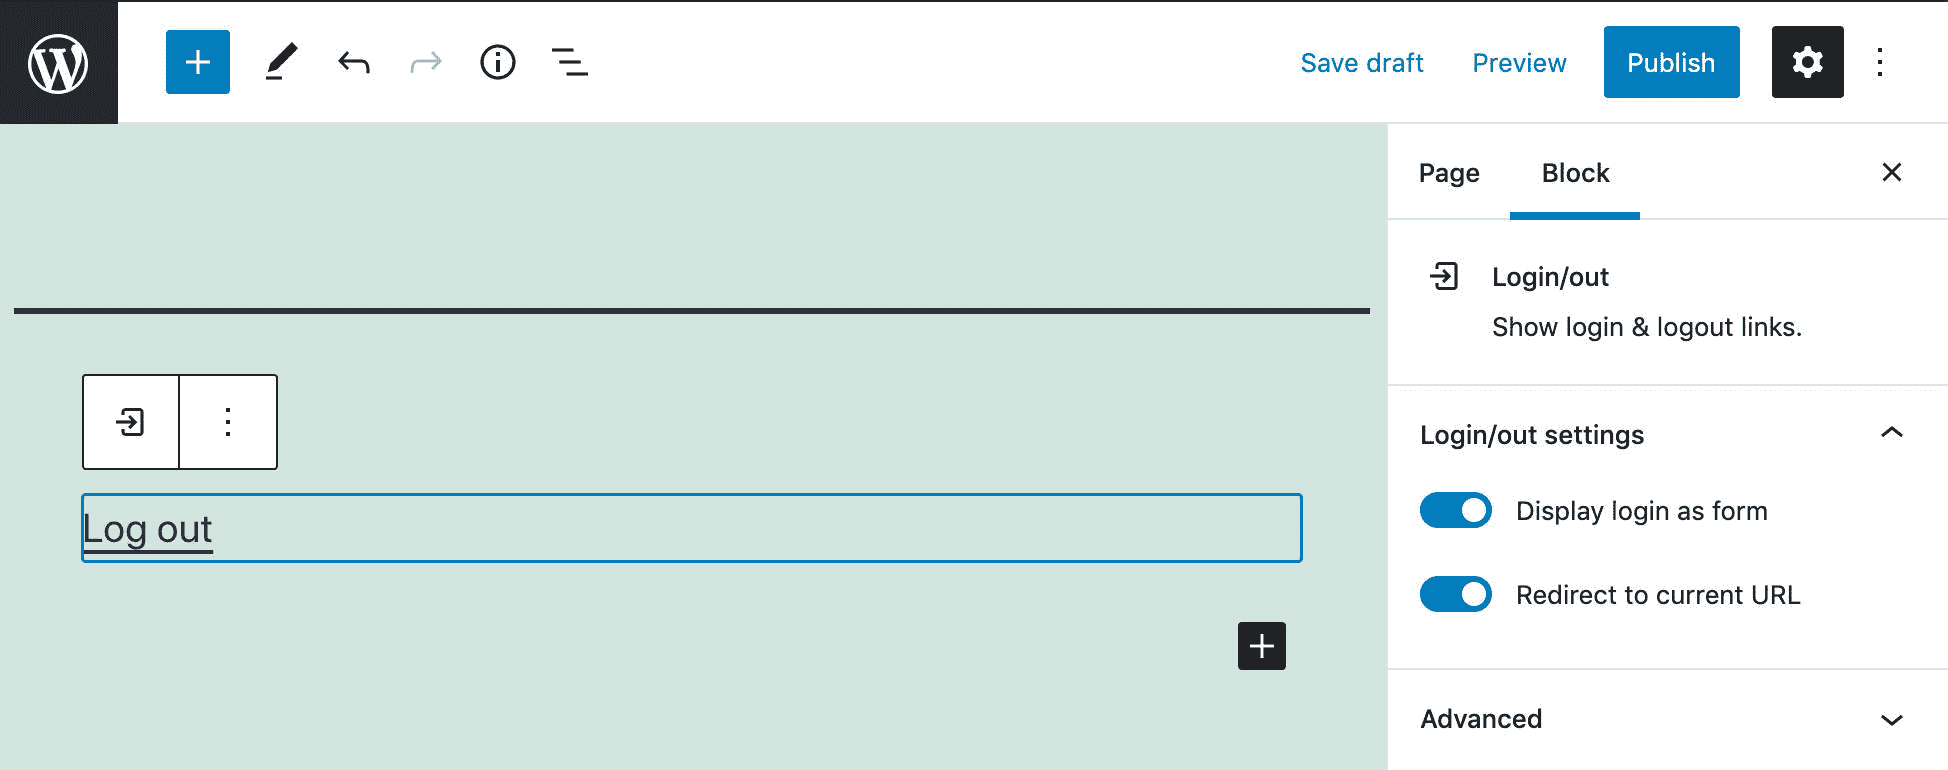 Save draft Preview Publish
Page Block
Login/out
Show login & logout links.
Login/out settings
Log out
Display login as form
Redirect to current URL
Advanced